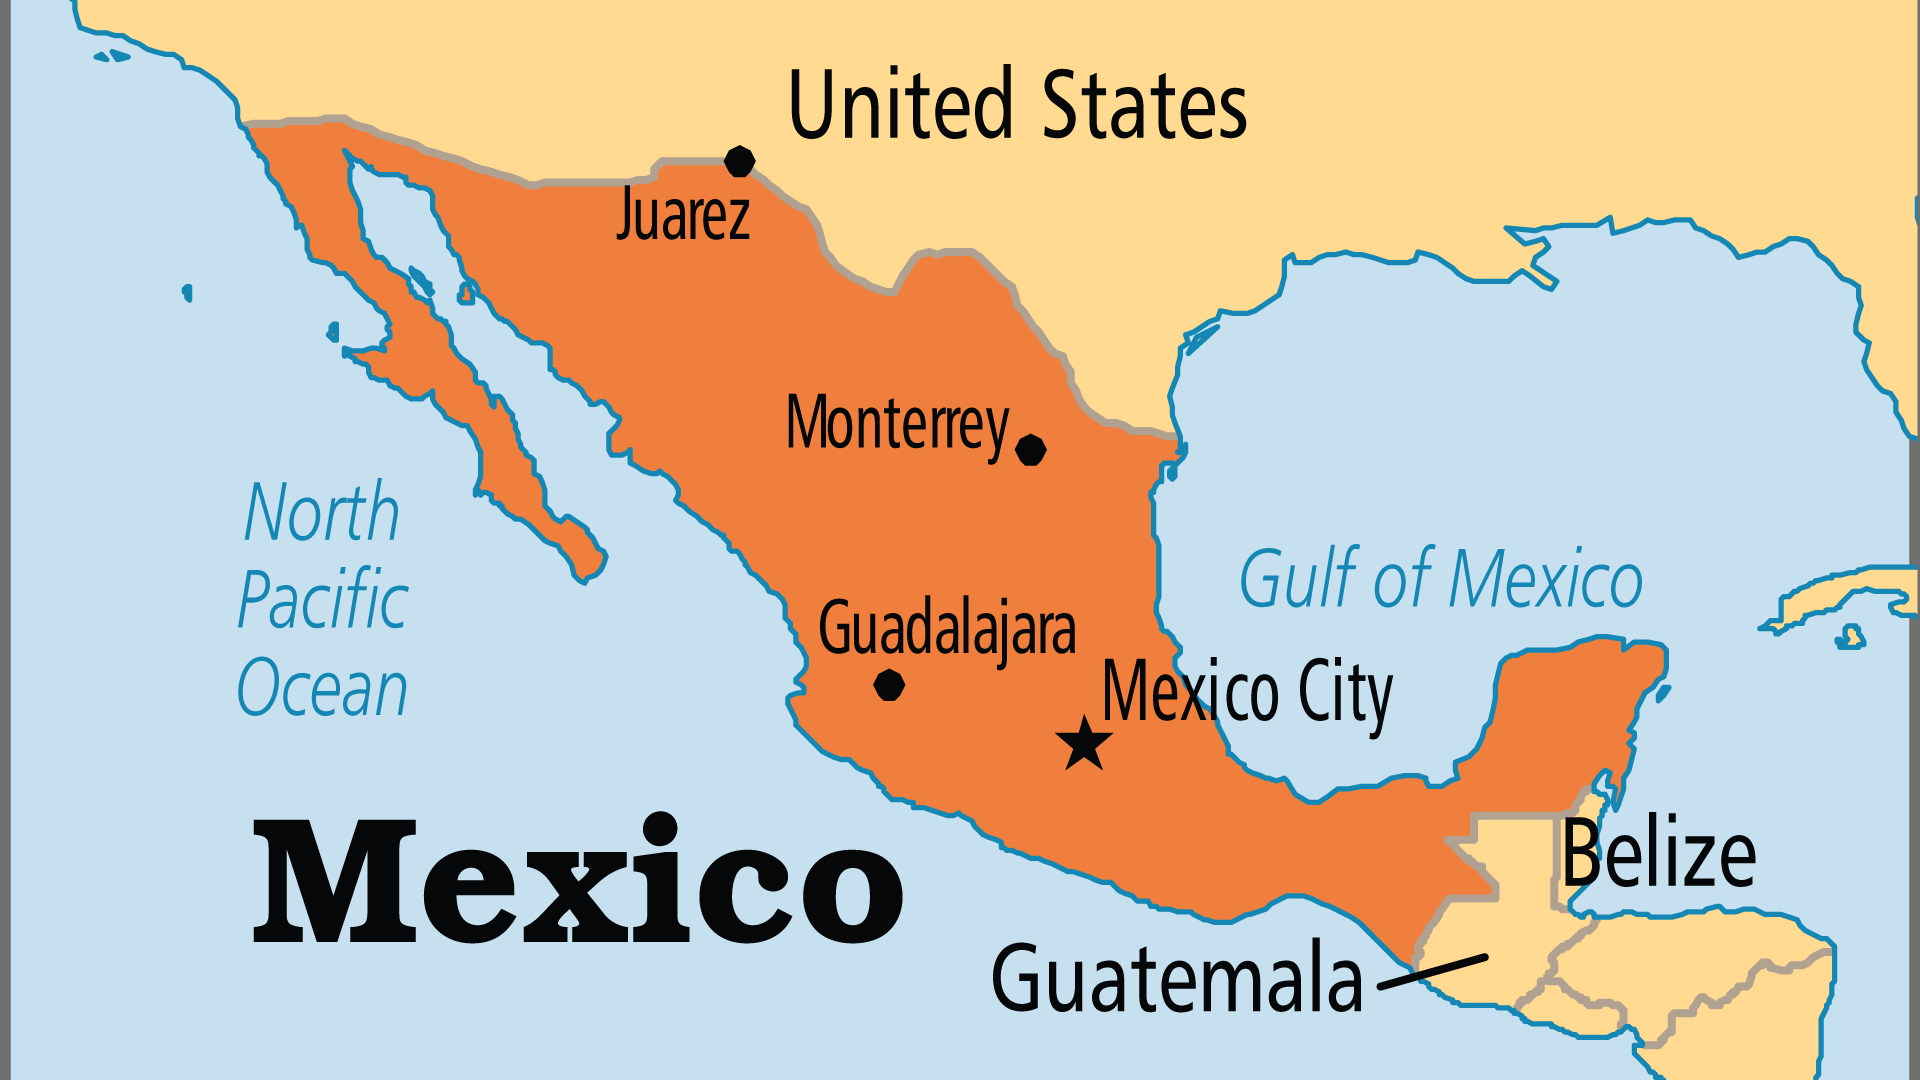 United States
Juarez
Monterrey
North
Pacific
Ocean
Gulf of Mexico
Guadalajara
Mexico City
Mexico
Belize
Guatemala